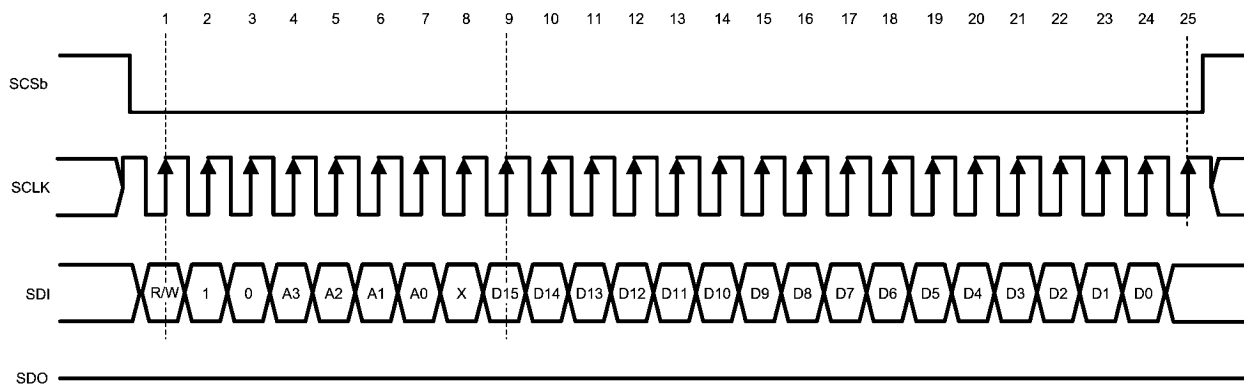 1 2 3 4 5 6 7 8 9 10 11 12 13 14 15 16 17 18 19 20 21 22 23 24 25
SCSb
SCLK
SDI R/W 1 0 A3 A2 A1 A0 X D15 D14 D13 D12 D11 D10 D9 D8 D7 D6 D5 D4 D3 D2 D1 D0
SDO